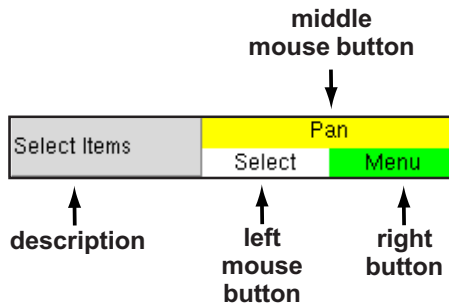 middle
mouse button
Pan
Select Items
Select
Menu
description
left
mouse
button
right
button